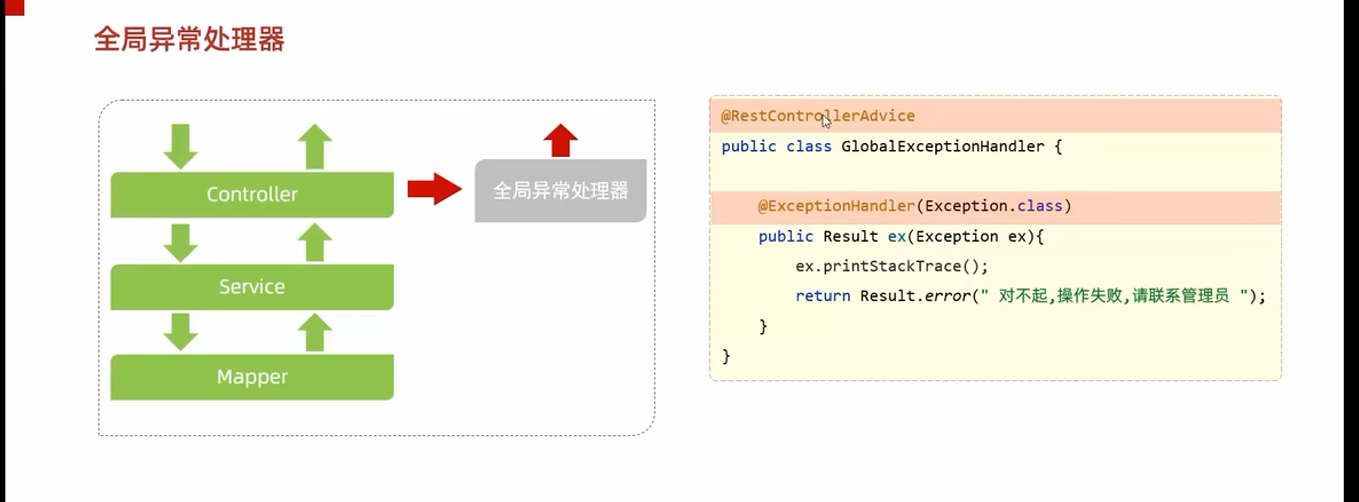 全局异常处理器
Controller
全局异常处理器
Service
Mapper
@RestControllerAdvice
public class GlobalExceptionHandler {
@ExceptionHandler(Exception.class)
public Result ex(Exception ex){
ex.printStackTrace();
return Result.error(" 对不起,操作失败,请联系管理员 ");
}
}